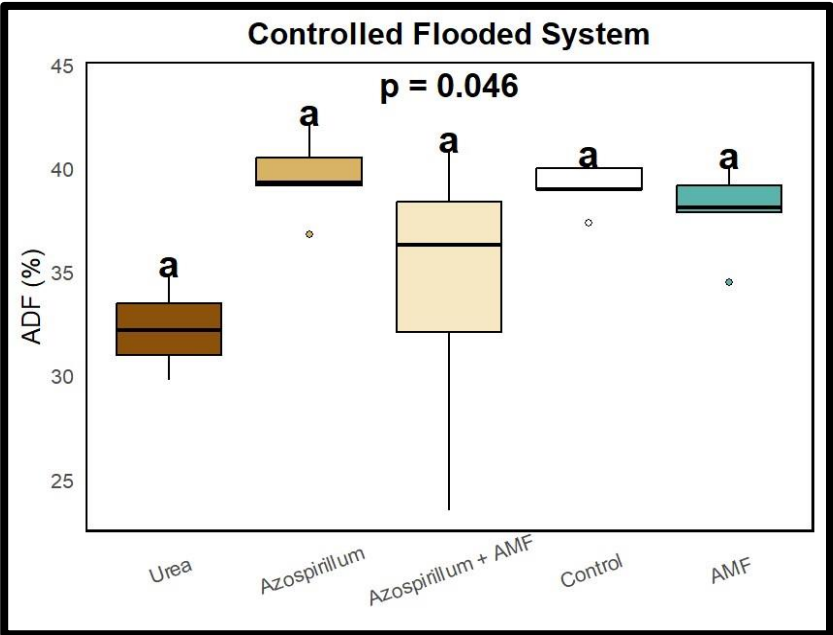 Controlled Flooded System
p = 0.046
45
40
35
30
25
ADF (%)
a
a
a
a
a
Urea
Azospirillum
Azospirillum + AMF
Control
AMF